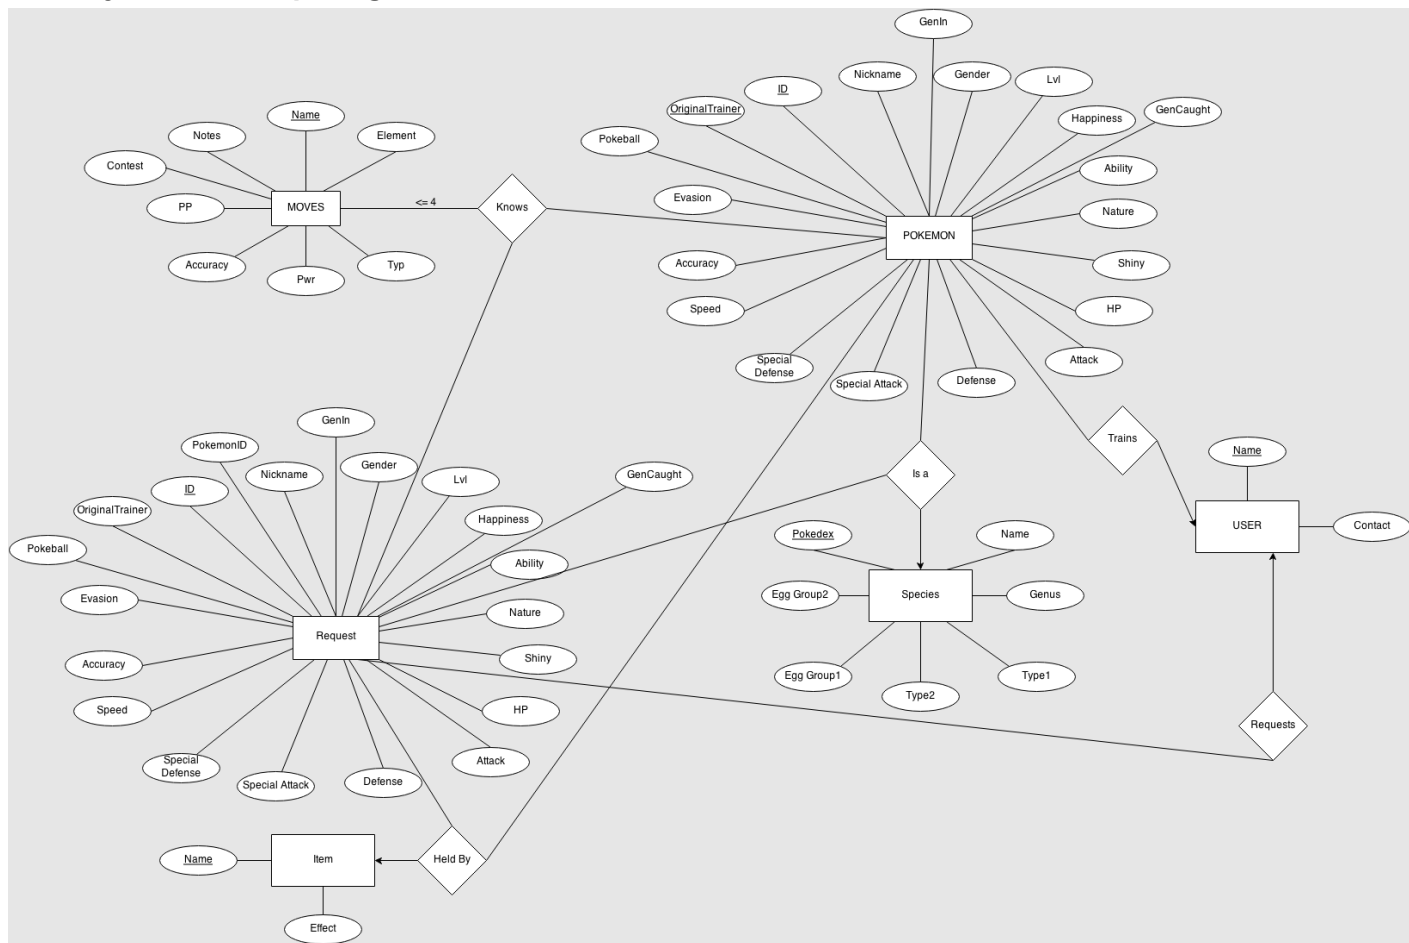 GenIn
Nickname
Gender
Lvl
ID
OriginalTrainer
GenCaught
Happiness
Pokeball
Ability
Evasion
Nature
POKEMON
Accuracy
Shiny
Speed
HP
Special
Defense
Special Attack
Defense
Attack
Name
Notes
Element
Contest
PP
MOVES
<= 4
Knows
Accuracy
Pwr
Typ
Trains
Is a
Name
USER
Contact
GenIn
PokemonID
Nickname
Gender
Lvl
GenCaught
ID
OriginalTrainer
Happiness
Pokeball
Ability
Evasion
Nature
Request
Accuracy
Shiny
Speed
HP
Special
Defense
Special Attack
Defense
Attack
Pokedex
Name
Egg Group2
Species
Genus
Egg Group1
Type2
Type1
Requests
Name
Item
Held By
Effect